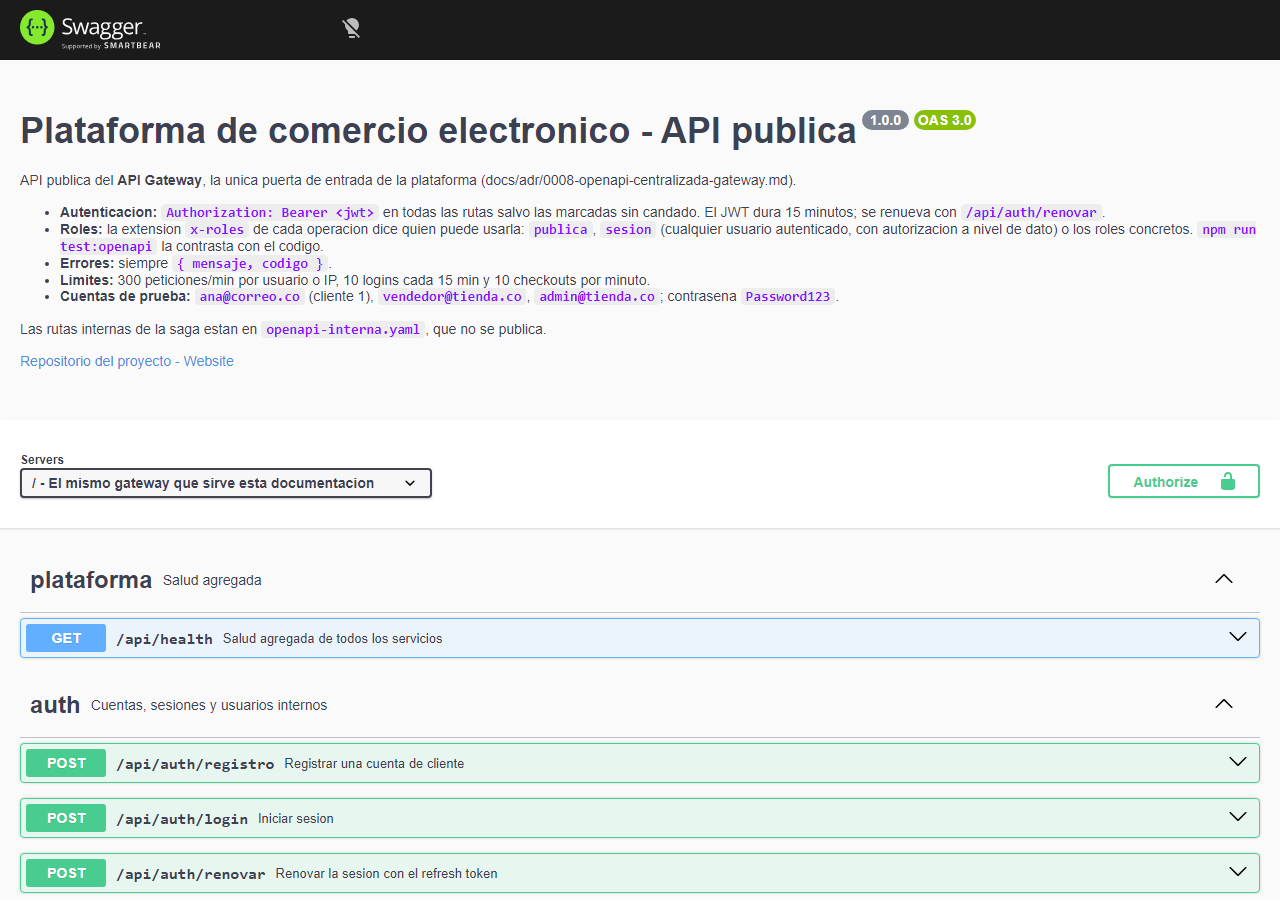 {···} Swagger.
Supported by SMARTBEAR
Plataforma de comercio electronico - API publica 1.0.0 OAS 3.0
API publica del API Gateway, la unica puerta de entrada de la plataforma (docs/adr/0008-openapi-centralizada-gateway.md).
• Autenticacion: Authorization: Bearer <jwt> en todas las rutas salvo las marcadas sin candado. El JWT dura 15 minutos; se renueva con /api/auth/renovar.
• Roles: la extension x-roles de cada operacion dice quien puede usarla: publica, sesion (cualquier usuario autenticado, con autorizacion a nivel de dato) o los roles concretos. npm run
test:openapi la contrasta con el codigo.
• Errores: siempre { mensaje, codigo }.
• Limites: 300 peticiones/min por usuario o IP, 10 logins cada 15 min y 10 checkouts por minuto.
• Cuentas de prueba: ana@correo.co (cliente 1), vendedor@tienda.co, admin@tienda.co; contrasena Password123.
Las rutas internas de la saga estan en openapi-interna.yaml, que no se publica.
Repositorio del proyecto - Website
Servers
/ - El mismo gateway que sirve esta documentacion
Authorize
plataforma Salud agregada
GET /api/health Salud agregada de todos los servicios
auth Cuentas, sesiones y usuarios internos
POST /api/auth/registro Registrar una cuenta de cliente
POST /api/auth/login Iniciar sesion
POST /api/auth/renovar Renovar la sesion con el refresh token